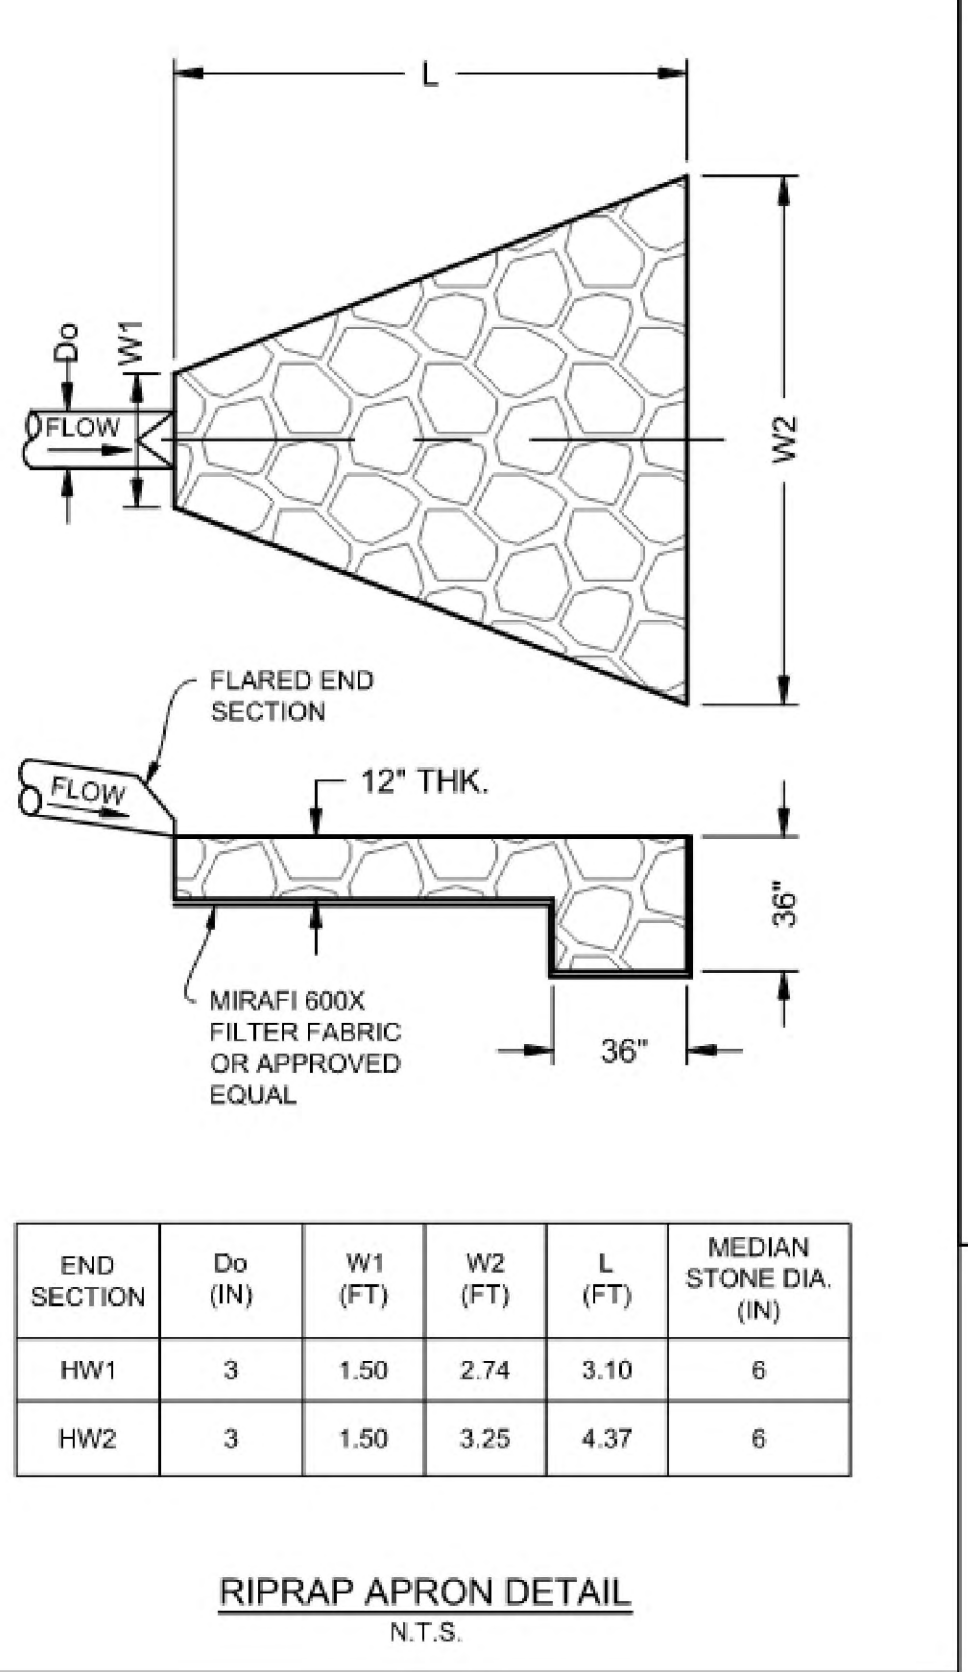 L
Do
W1
FLOW
W2
FLARED END
SECTION
FLOW
12" THK.
36"
MIRAFI 600X
FILTER FABRIC
OR APPROVED
EQUAL
36"
END
SECTION
Do
(IN)
W1
(FT)
W2
(FT)
L
(FT)
MEDIAN
STONE DIA.
(IN)
HW1 3 1.50 2.74 3.10 6
HW2 3 1.50 3.25 4.37 6
RIPRAP APRON DETAIL
N.T.S.